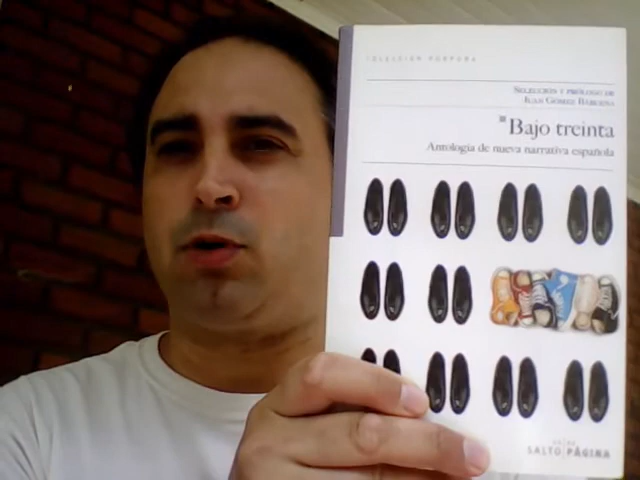 COLECCIÓN PÚRPURA
SELECCIÓN Y PRÓLOGO DE
JUAN GÓMEZ BÁRCENA
Bajo treinta
Antología de nueva narrativa española
SALTO PÁGINA